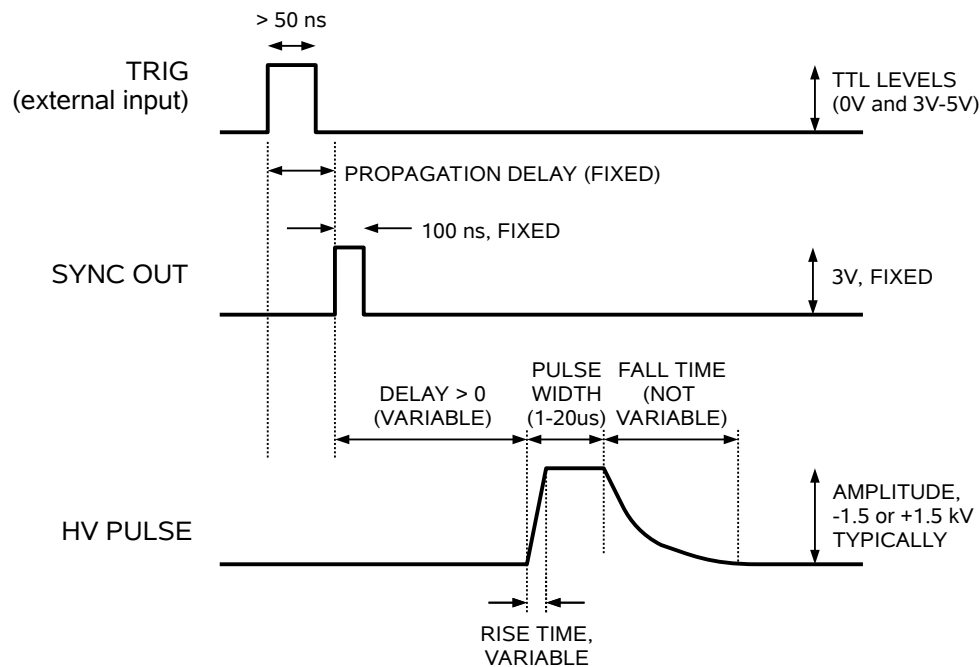 > 50 ns
TRIG
(external input)
TTL LEVELS
(0V and 3V-5V)
PROPAGATION DELAY (FIXED)
100 ns, FIXED
SYNC OUT
3V, FIXED
DELAY > 0
(VARIABLE)
PULSE
WIDTH
(1-20us)
FALL TIME
(NOT
VARIABLE)
HV PULSE
AMPLITUDE,
-1.5 or +1.5 kV
TYPICALLY
RISE TIME,
VARIABLE